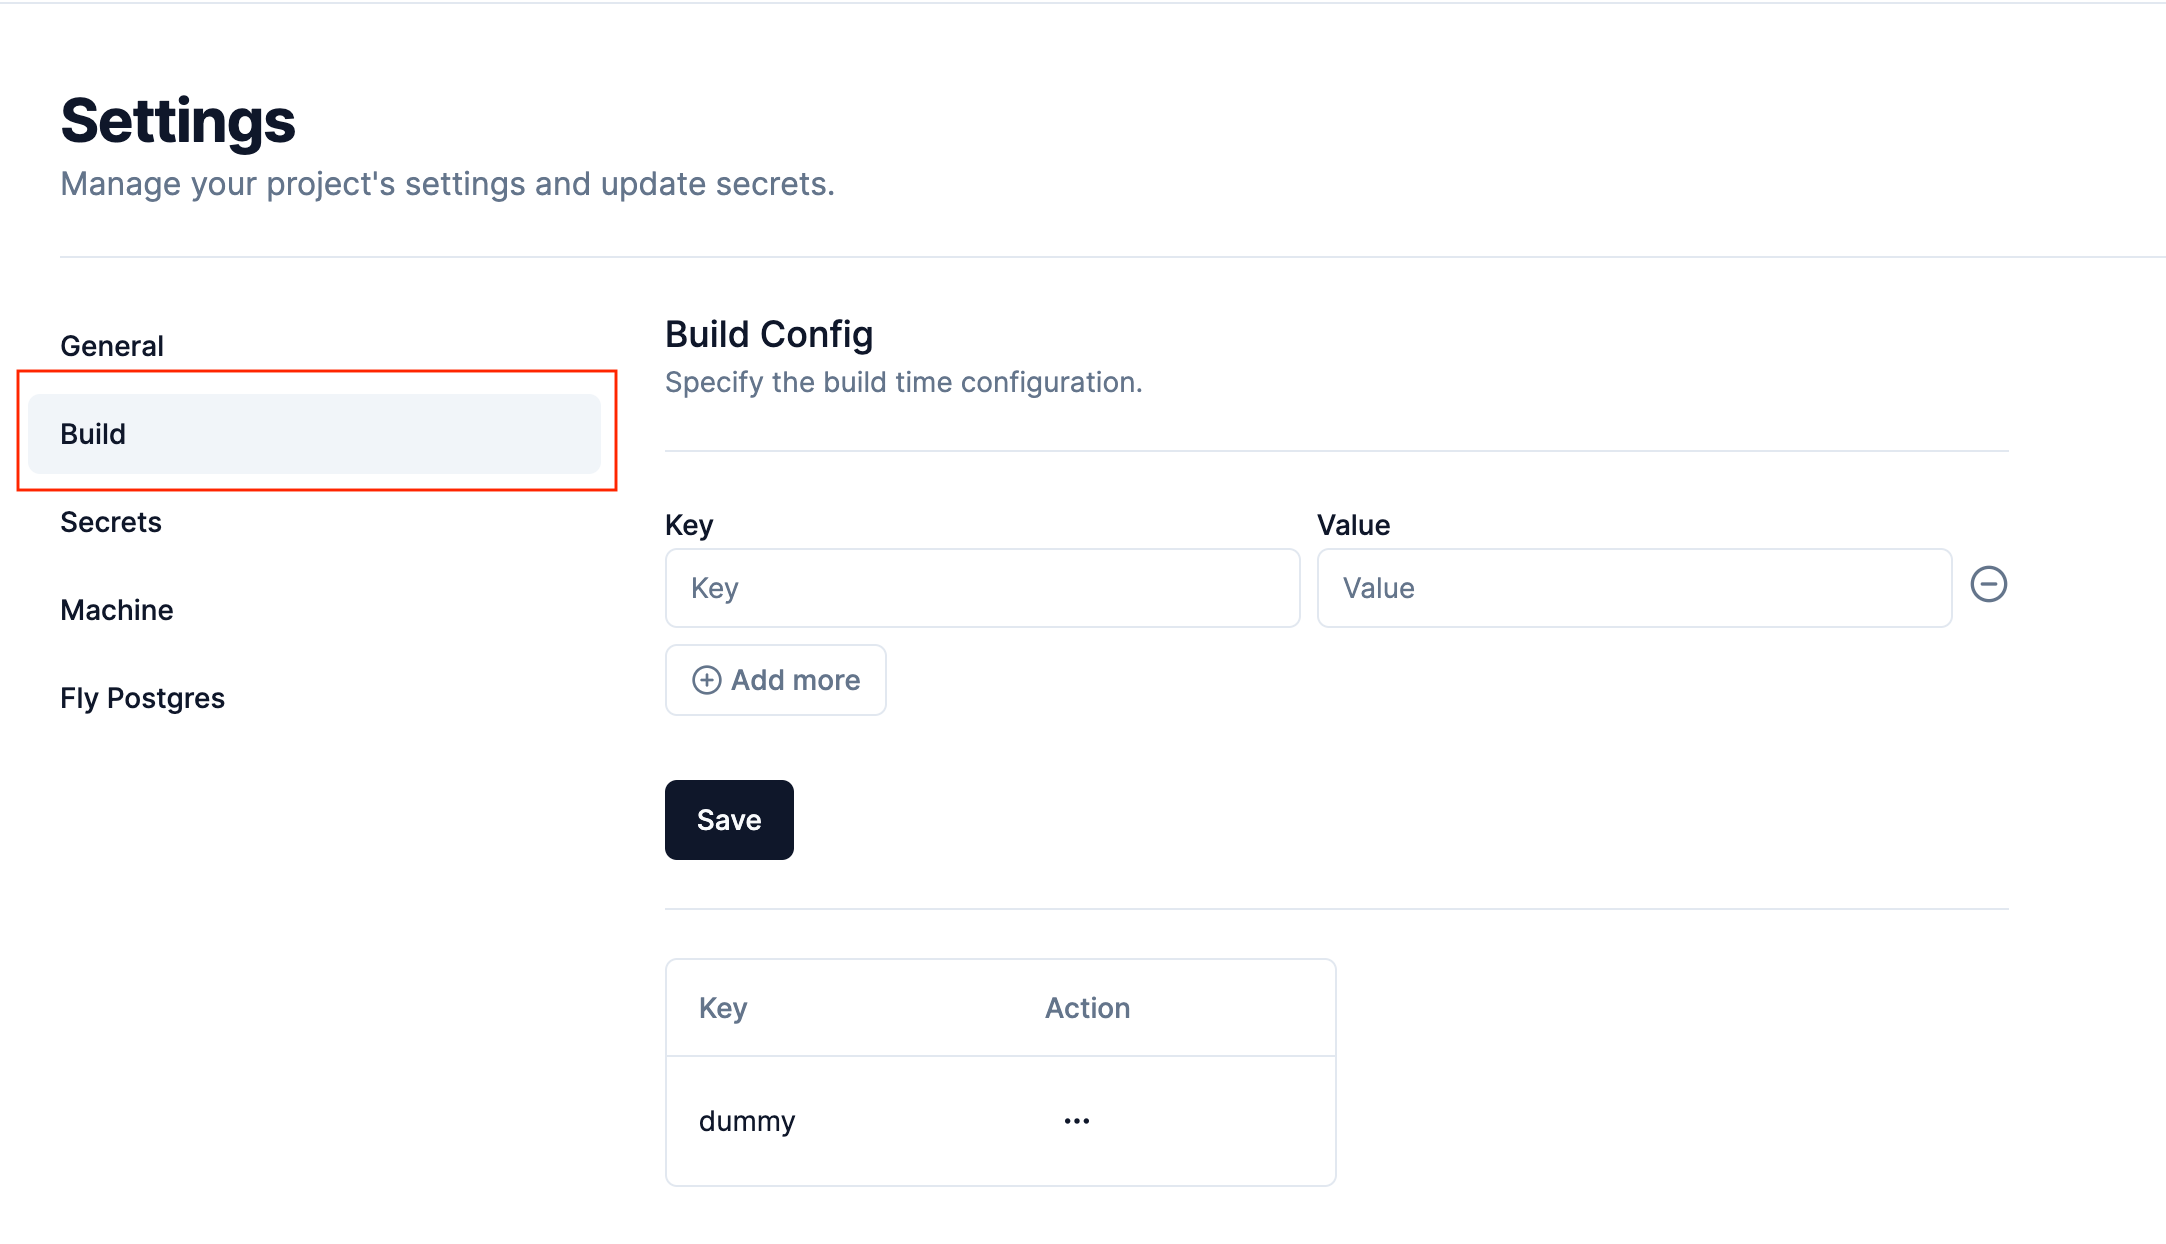 Settings
Manage your project's settings and update secrets.
General
Build
Secrets
Machine
Fly Postgres
Build Config
Specify the build time configuration.
Key Value
Key Value
Add more
Save
Key Action
dummy